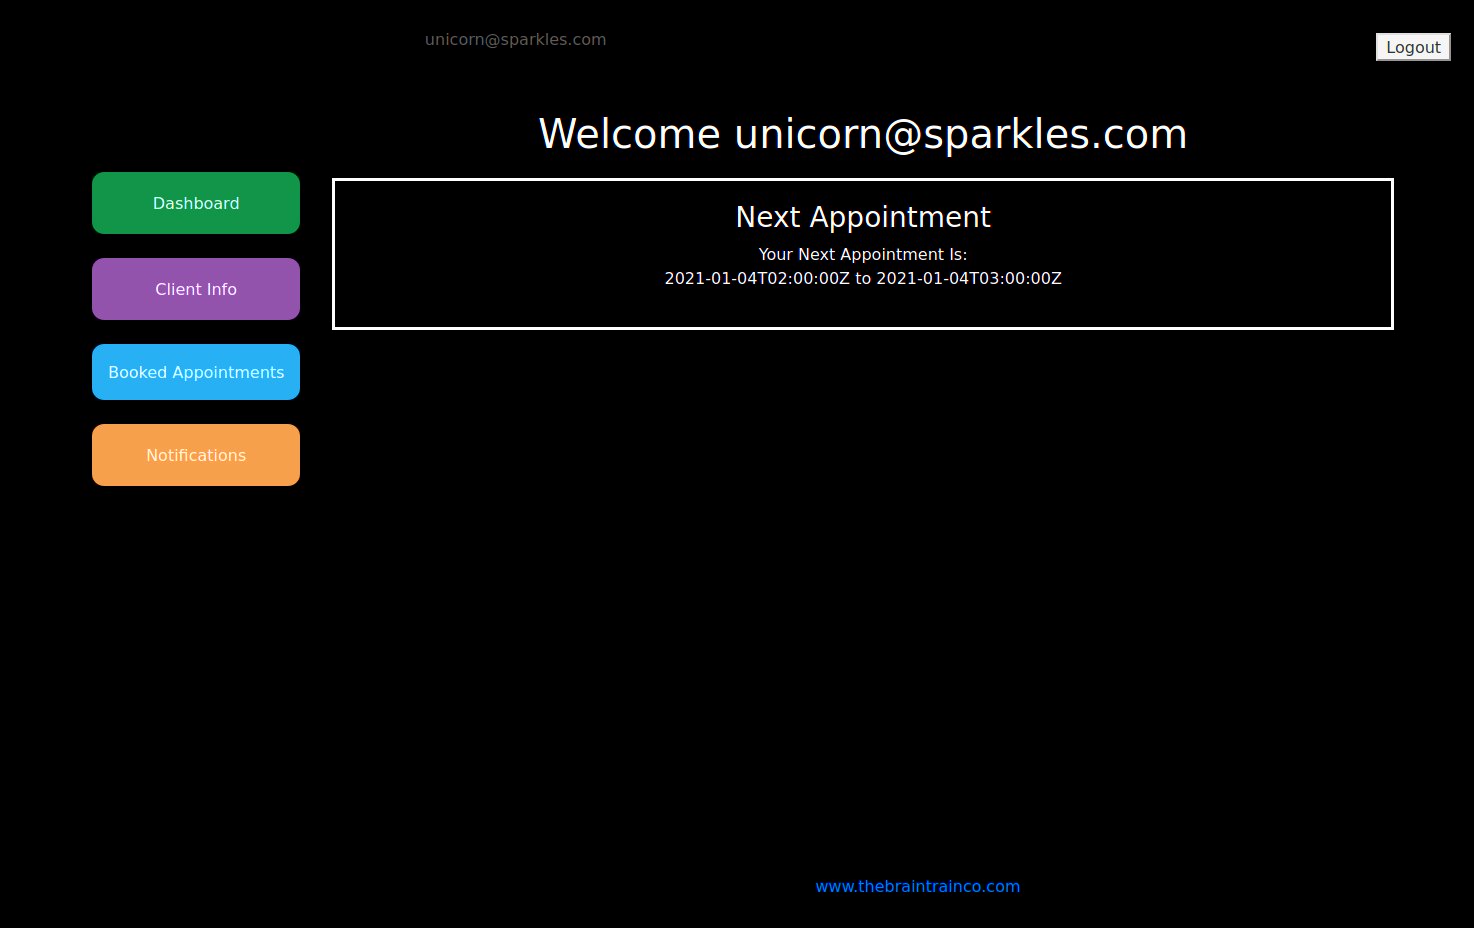 unicorn@sparkles.com
Logout
Welcome unicorn@sparkles.com
Dashboard
Client Info
Booked Appointments
Notifications
Next Appointment
Your Next Appointment Is:
2021-01-04T02:00:00Z to 2021-01-04T03:00:00Z
www.thebraintrainco.com